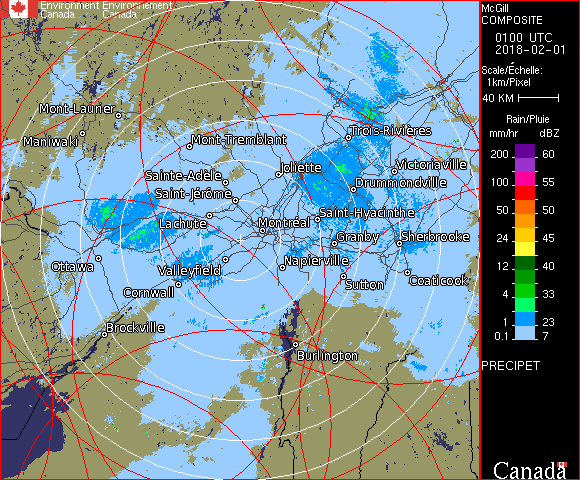 Environment Environnement
Canada Canada
McGill
COMPOSITE
0100 UTC
2018-02-01
Scale/Échelle:
1km/Pixel
40 KM
Rain/Pluie
mm/hr dBZ
200 60
100 55
50 50
24 45
12 40
4 33
1 23
0.1 7
PRECIPET
Canada
Mont-Laurier
Maniwaki
Mont-Tremblant
Trois-Rivières
Sainte-Adèle
Joliette
Victoriaville
Saint-Jérôme
Drummondville
Lachute
Montréal
Saint-Hyacinthe
Granby
Sherbrooke
Ottawa
Valleyfield
Napierville
Cornwall
Sutton
Coaticook
Brockville
Burlington